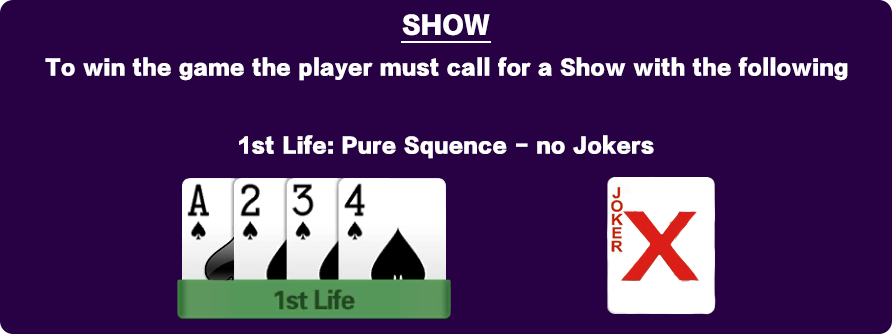 SHOW
To win the game the player must call for a Show with the following
1st Life: Pure Squence - no Jokers
A 2 3 4
JOKER
X
1st Life